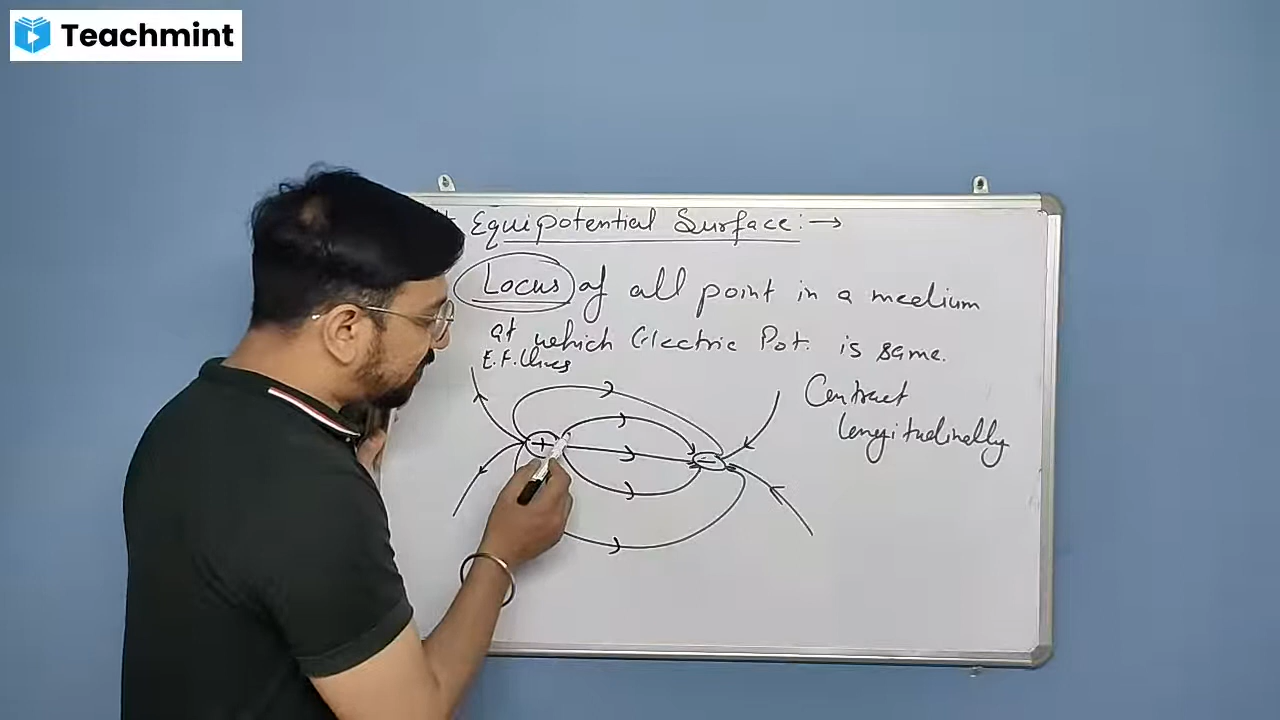 Teachmint
Equipotential Surface:→
Locus of all point in a medium
at which Electric Pot. is same.
E.F. Lines
Contract
longitudinally
+
-